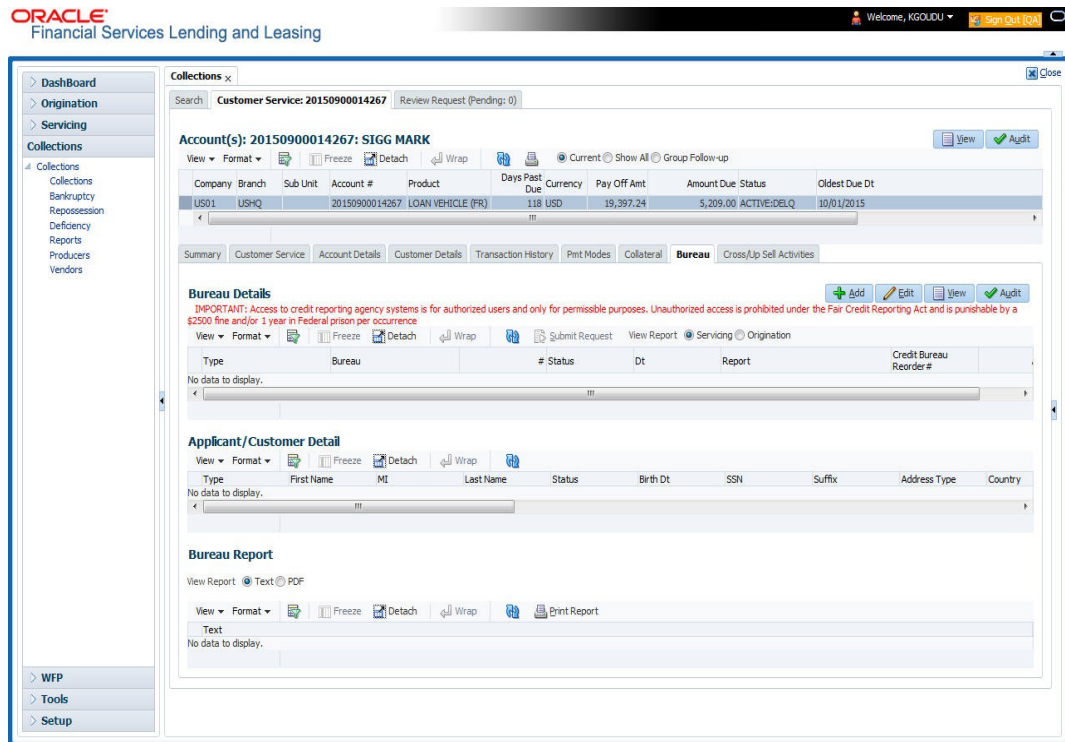 ORACLE
Financial Services Lending and Leasing
Welcome, KGOUDU
Sign Out [QA]
DashBoard
Origination
Servicing
Collections
Collections
Collections
Bankruptcy
Repossession
Deficiency
Reports
Producers
Vendors
WFP
Tools
Setup
Collections x
Close
Search Customer Service: 20150900014267 Review Request (Pending: 0)
Account(s): 20150900014267: SIGG MARK
View Audit
View Format Freeze Detach Wrap Current Show All Group Follow-up
Company Branch Sub Unit Account # Product Days Past Due Currency Pay Off Amt Amount Due Status Oldest Due Dt
US01 USHQ 20150900014267 LOAN VEHICLE (FR) 118 USD 19,397.24 5,209.00 ACTIVE:DELQ 10/01/2015
Summary Customer Service Account Details Customer Details Transaction History Pmt Modes Collateral Bureau Cross/Up Sell Activities
Bureau Details
Add Edit View Audit
IMPORTANT: Access to credit reporting agency systems is for authorized users and only for permissible purposes. Unauthorized access is prohibited under the Fair Credit Reporting Act and is punishable by a
$2500 fine and/or 1 year in Federal prison per occurrence
View Format Freeze Detach Wrap Submit Request View Report Servicing Origination
Type Bureau # Status Dt Report Credit Bureau Reorder #
No data to display.
Applicant/Customer Detail
View Format Freeze Detach Wrap
Type First Name MI Last Name Status Birth Dt SSN Suffix Address Type Country
No data to display.
Bureau Report
View Report Text PDF
View Format Freeze Detach Wrap Print Report
Text
No data to display.